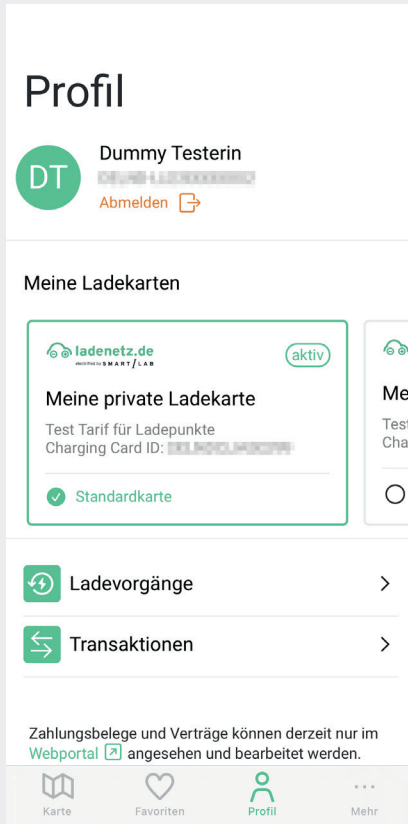 Profil
DT
Dummy Testerin
Abmelden
Meine Ladekarten
ladenetz.de
electrified by SMART/LAB
aktiv
Meine private Ladekarte
Test Tarif für Ladepunkte
Charging Card ID:
Standardkarte
Me
Test
Cha
Ladevorgänge
Transaktionen
Zahlungsbelege und Verträge können derzeit nur im
Webportal angesehen und bearbeitet werden.
Karte
Favoriten
Profil
Mehr